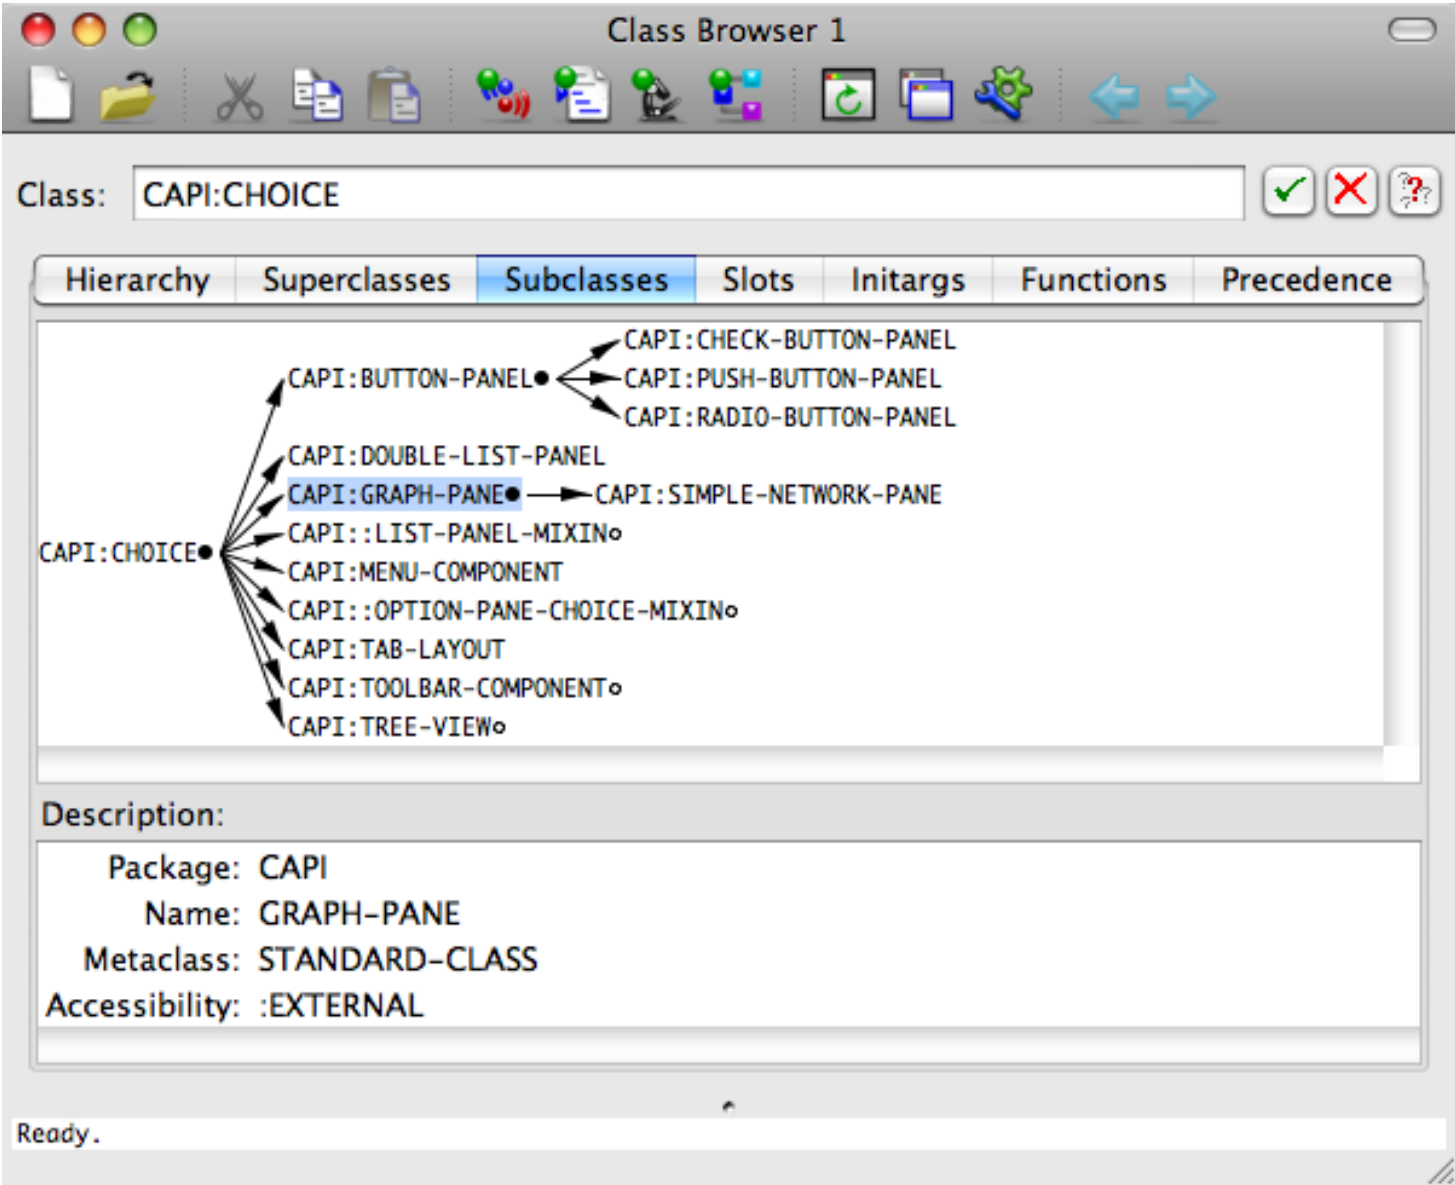 Class Browser 1
Class: CAPI:CHOICE
Hierarchy Superclasses Subclasses Slots Initargs Functions Precedence
CAPI:CHECK-BUTTON-PANEL
CAPI:BUTTON-PANEL CAPI:PUSH-BUTTON-PANEL
CAPI:RADIO-BUTTON-PANEL
CAPI:DOUBLE-LIST-PANEL
CAPI:GRAPH-PANE CAPI:SIMPLE-NETWORK-PANE
CAPI::LIST-PANEL-MIXIN
CAPI:CHOICE
CAPI:MENU-COMPONENT
CAPI::OPTION-PANE-CHOICE-MIXIN
CAPI:TAB-LAYOUT
CAPI:TOOLBAR-COMPONENT
CAPI:TREE-VIEW
Description:
Package: CAPI
Name: GRAPH-PANE
Metaclass: STANDARD-CLASS
Accessibility: :EXTERNAL
Ready.